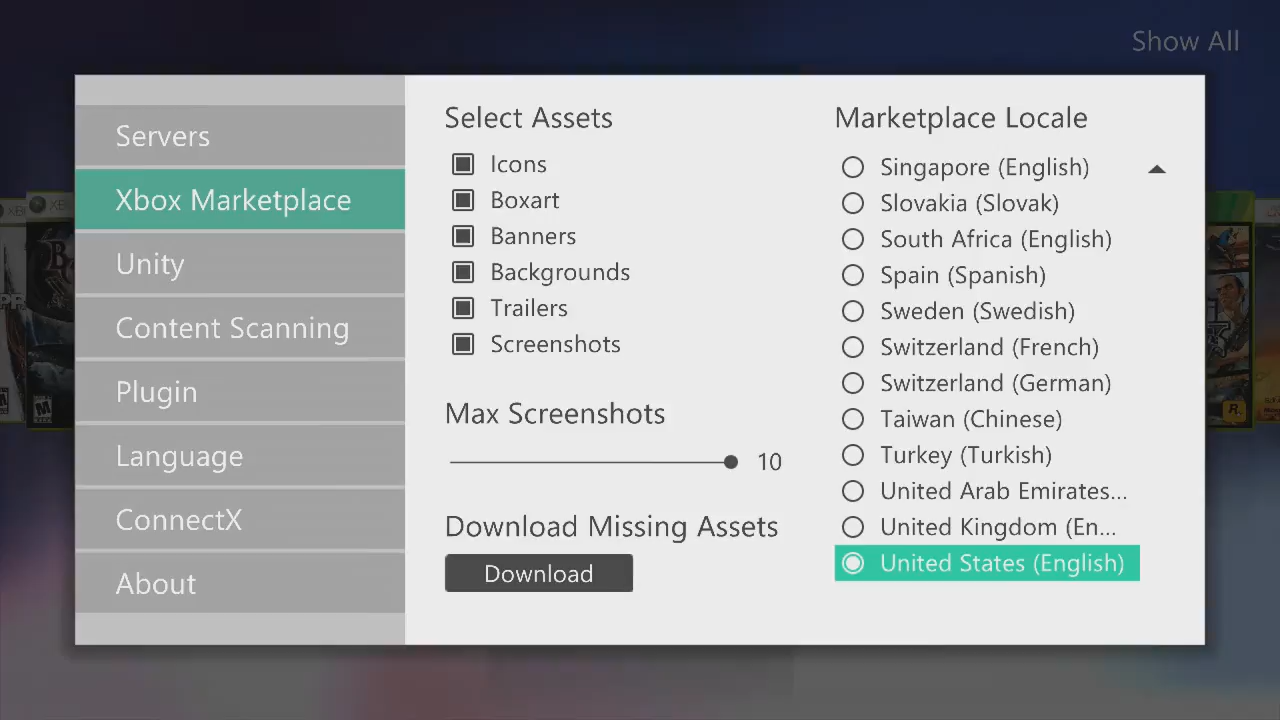 Show All
Servers
Xbox Marketplace
Unity
Content Scanning
Plugin
Language
ConnectX
About
Select Assets
Icons
Boxart
Banners
Backgrounds
Trailers
Screenshots
Max Screenshots
10
Download Missing Assets
Download
Marketplace Locale
Singapore (English)
Slovakia (Slovak)
South Africa (English)
Spain (Spanish)
Sweden (Swedish)
Switzerland (French)
Switzerland (German)
Taiwan (Chinese)
Turkey (Turkish)
United Arab Emirates...
United Kingdom (En...
United States (English)